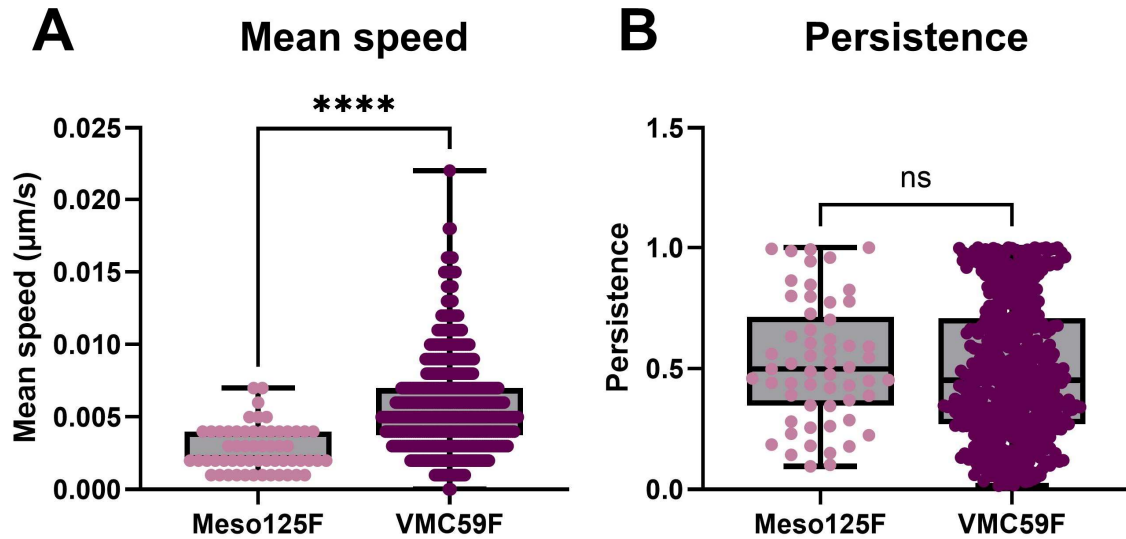 A
Mean speed
****
Mean speed (µm/s)
0.025
0.020
0.015
0.010
0.005
0.000
Meso125F
VMC59F
B
Persistence
ns
Persistence
1.5
1.0
0.5
0.0
Meso125F
VMC59F